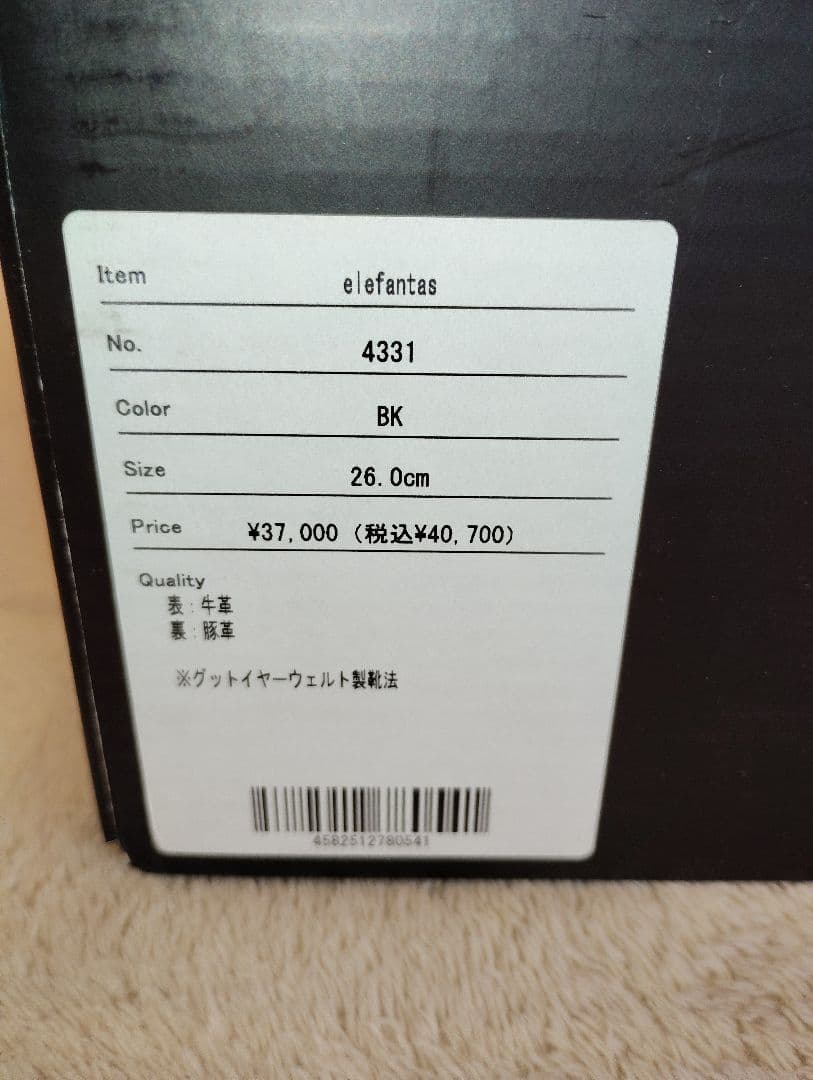 Item elefantas
No. 4331
Color BK
Size 26.0cm
Price ¥37,000 (税込¥40,700)
Quality
表:牛革
裏:豚革
※グットイヤーウェルト製靴法
4582512780541